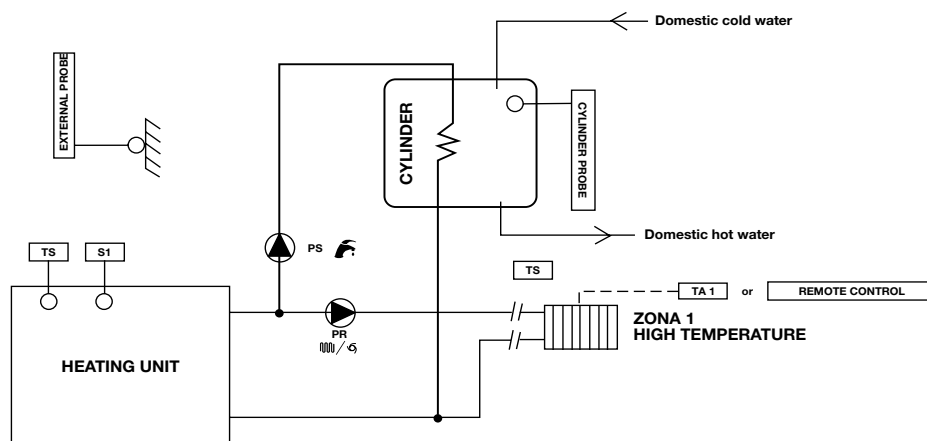 Domestic cold water
EXTERNAL PROBE
CYLINDER
CYLINDER PROBE
Domestic hot water
TS
S1
PS
TS
TA 1
or
REMOTE CONTROL
PR
ZONA 1
HIGH TEMPERATURE
HEATING UNIT